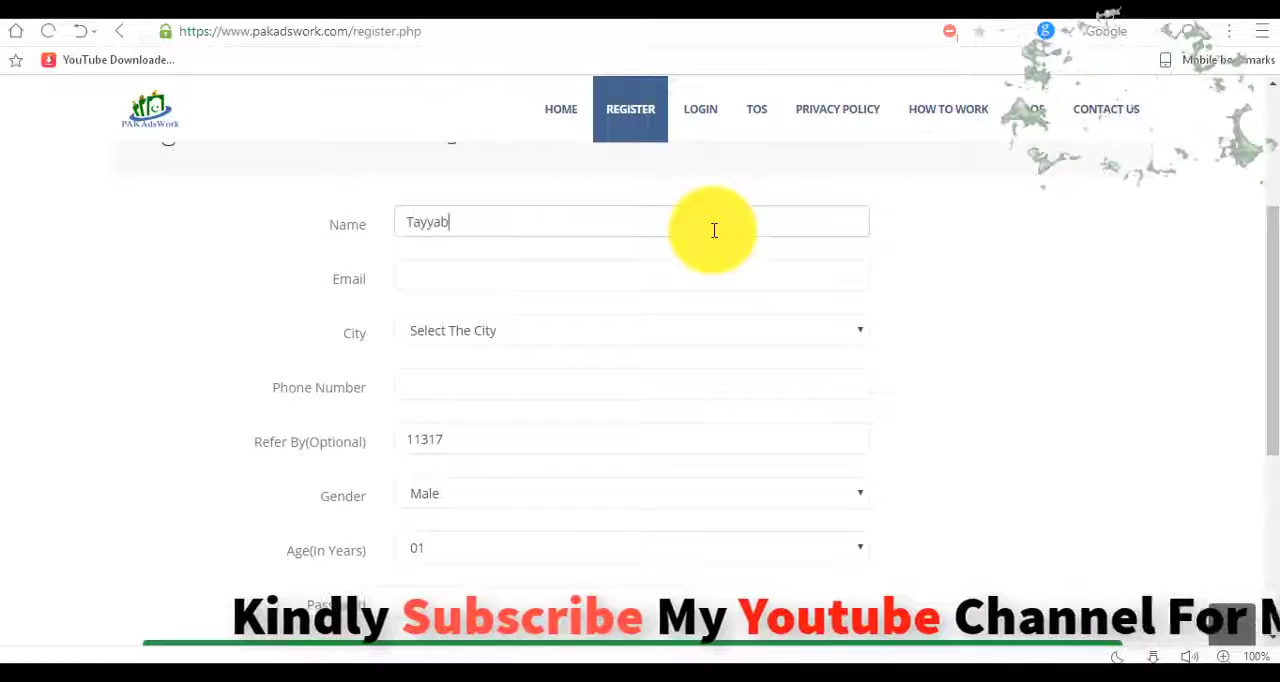 https://www.pakadswork.com/register.php
Google
YouTube Downloade...
Mobile bookmarks
PAKAdsWork
HOME
REGISTER
LOGIN
TOS
PRIVACY POLICY
HOW TO WORK
CONTACT US
Name
Tayyab
Email
City
Select The City
Phone Number
Refer By(Optional)
11317
Gender
Male
Age(In Years)
01
Kindly Subscribe My Youtube Channel For M
100%